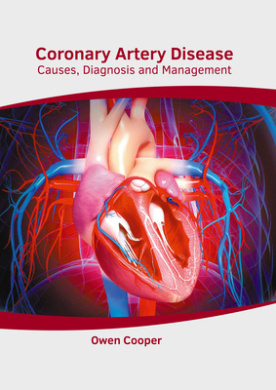 Coronary Artery Disease
Causes, Diagnosis and Management
Owen Cooper